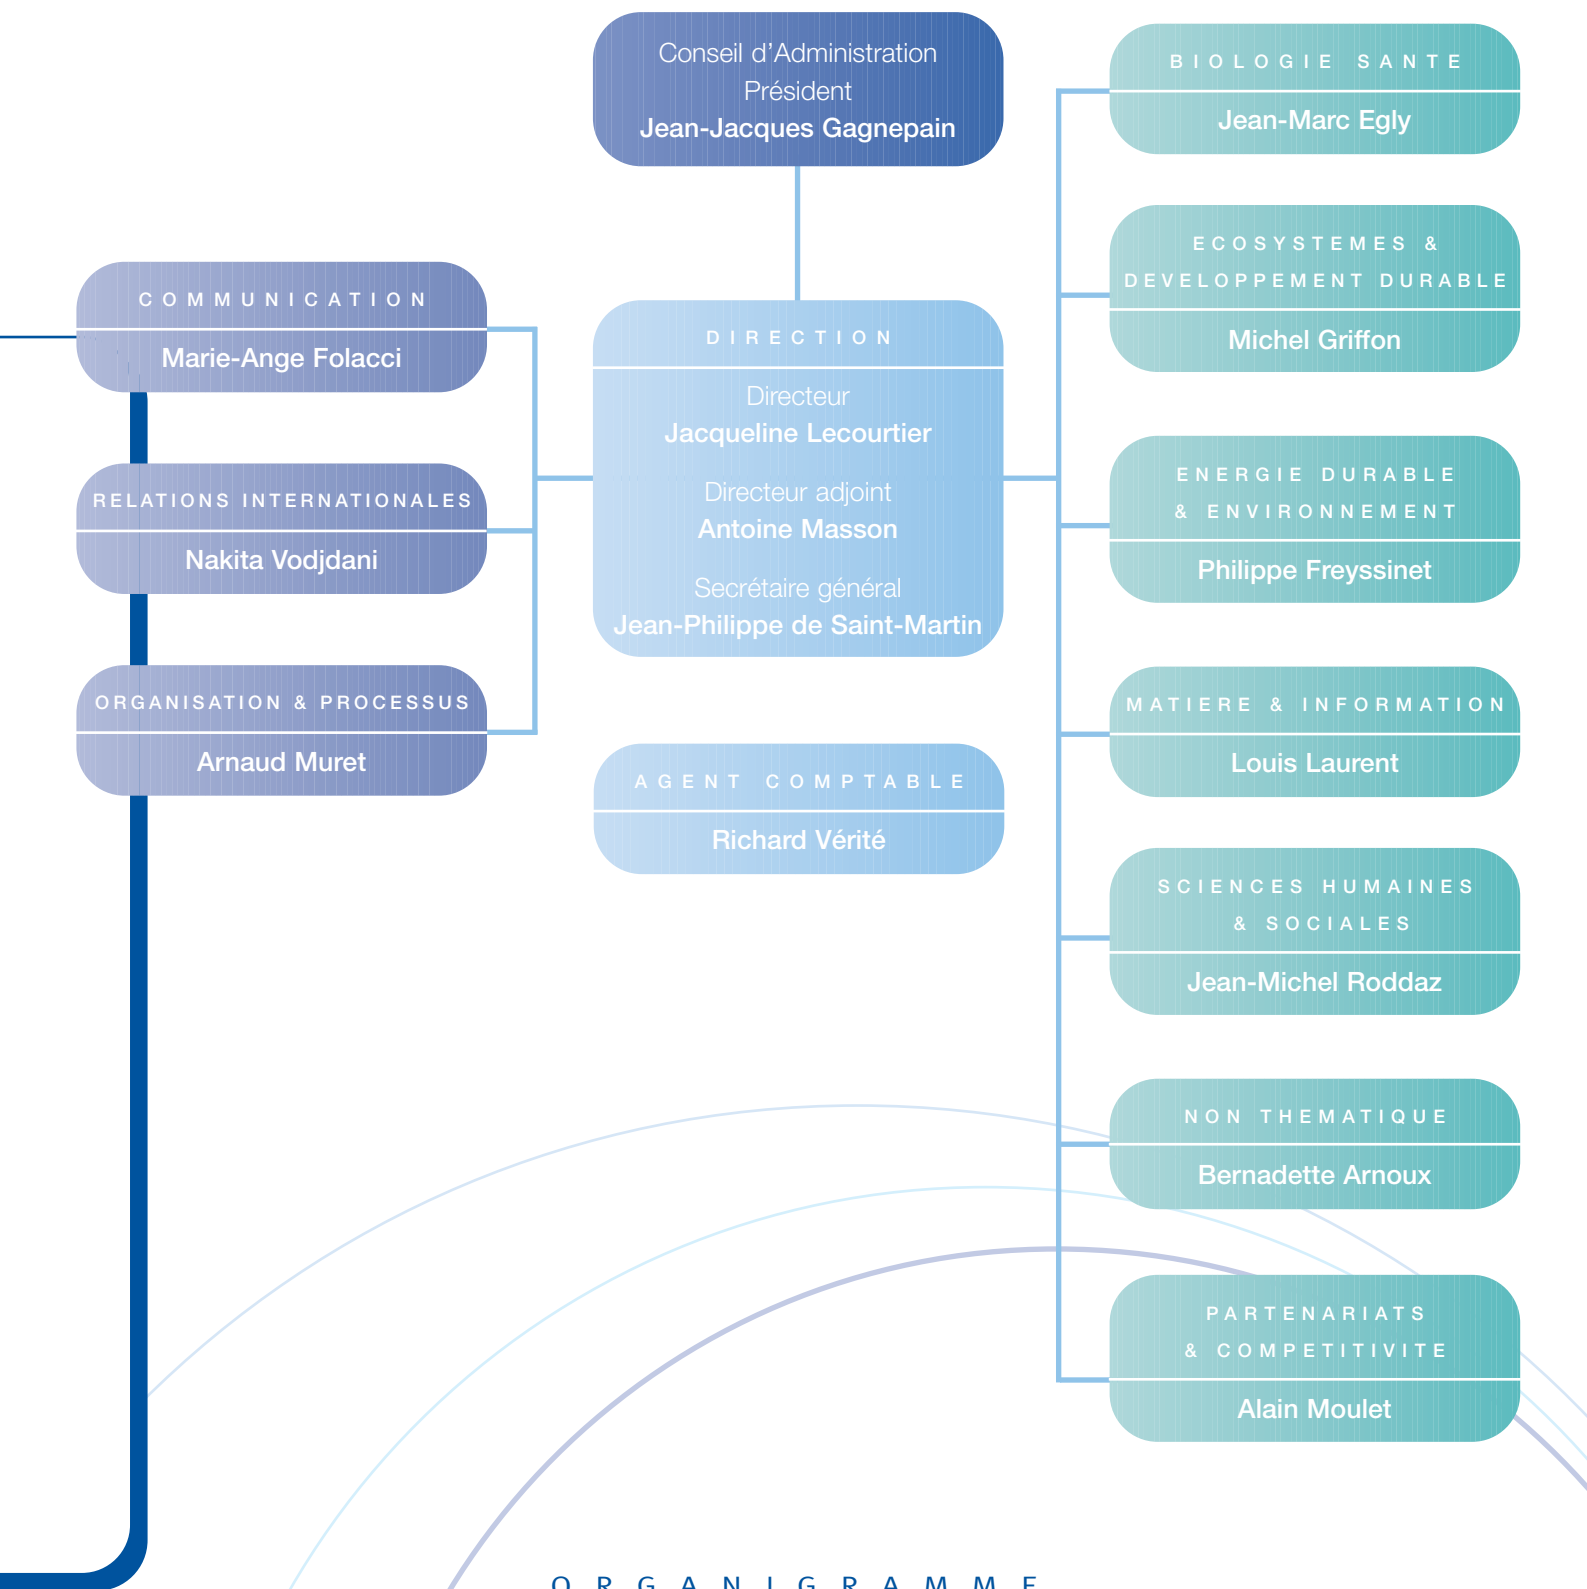 Conseil d'Administration
Président
Jean-Jacques Gagnepain
COMMUNICATION
Marie-Ange Folacci
RELATIONS INTERNATIONALES
Nakita Vodjdani
ORGANISATION & PROCESSUS
Arnaud Muret
DIRECTION
Directeur
Jacqueline Lecourtier
Directeur adjoint
Antoine Masson
Secrétaire général
Jean-Philippe de Saint-Martin
AGENT COMPTABLE
Richard Vérité
BIOLOGIE SANTE
Jean-Marc Egly
ECOSYSTEMES &
DEVELOPPEMENT DURABLE
Michel Griffon
ENERGIE DURABLE
& ENVIRONNEMENT
Philippe Freyssinet
MATIERE & INFORMATION
Louis Laurent
SCIENCES HUMAINES
& SOCIALES
Jean-Michel Roddaz
NON THEMATIQUE
Bernadette Arnoux
PARTENARIATS
& COMPETITIVITE
Alain Moulet
ORGANIGRAMME